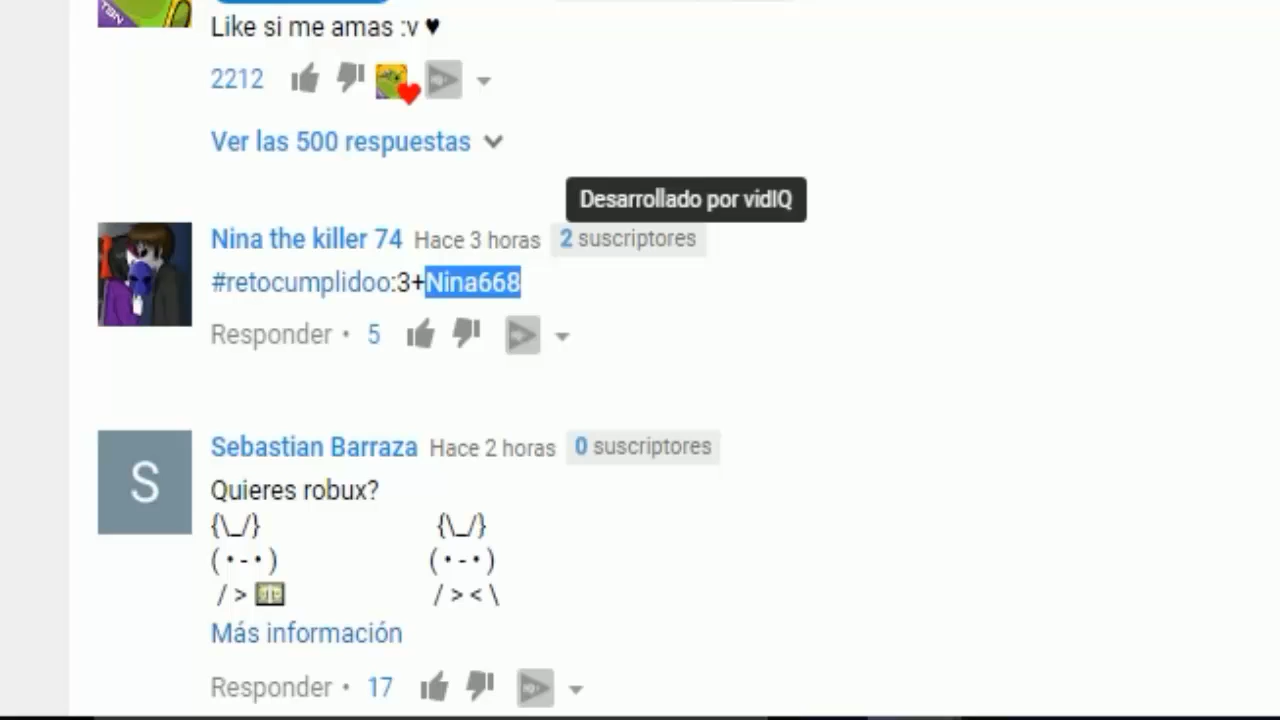 TBN
Like si me amas :v ♥
2212
Ver las 500 respuestas
Desarrollado por vidIQ
Nina the killer 74 Hace 3 horas 2 suscriptores
#retocumplidoo:3+Nina668
Responder • 5
Sebastian Barraza Hace 2 horas 0 suscriptores
S
Quieres robux?
{\_/} {\_/}
(•-•) (•-•)
/ > 💵 / > < \
Más información
Responder • 17